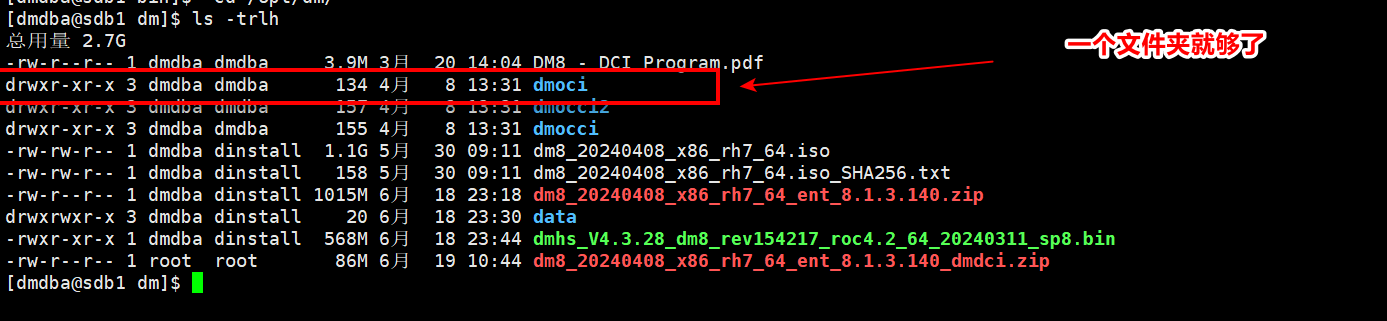 [dmdba@sdb1 bin]$ cd /opt/dm/
[dmdba@sdb1 dm]$ ls -trlh
总用量 2.7G
一个文件夹就够了
-rw-r--r-- 1 dmdba dmdba 3.9M 3月 20 14:04 DM8 - DCI Program.pdf
drwxr-xr-x 3 dmdba dmdba 134 4月 8 13:31 dmoci
drwxr-xr-x 3 dmdba dmdba 157 4月 8 13:31 dmocci2
drwxr-xr-x 3 dmdba dmdba 155 4月 8 13:31 dmocci
-rw-rw-r-- 1 dmdba dinstall 1.1G 5月 30 09:11 dm8_20240408_x86_rh7_64.iso
-rw-rw-r-- 1 dmdba dinstall 158 5月 30 09:11 dm8_20240408_x86_rh7_64.iso_SHA256.txt
-rw-r--r-- 1 dmdba dinstall 1015M 6月 18 23:18 dm8_20240408_x86_rh7_64_ent_8.1.3.140.zip
drwxrwxr-x 3 dmdba dinstall 20 6月 18 23:30 data
-rwxr-xr-x 1 dmdba dinstall 568M 6月 18 23:44 dmhs_V4.3.28_dm8_rev154217_roc4.2_64_20240311_sp8.bin
-rw-r--r-- 1 root root 86M 6月 19 10:44 dm8_20240408_x86_rh7_64_ent_8.1.3.140_dmdci.zip
[dmdba@sdb1 dm]$